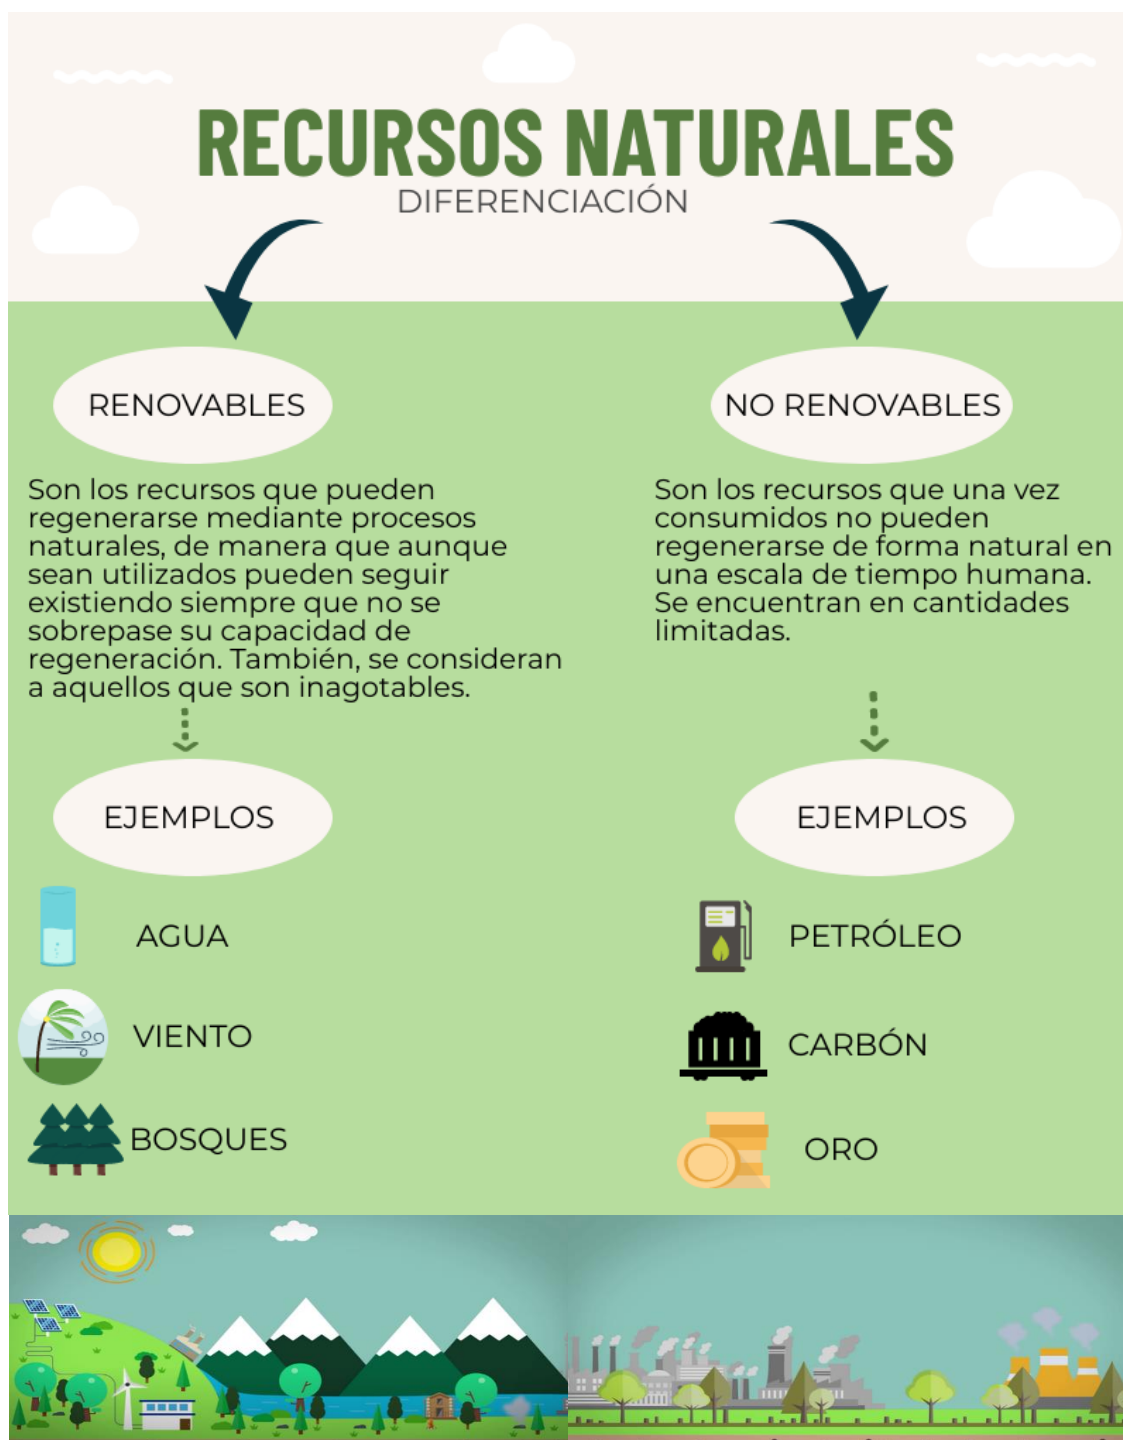 RECURSOS NATURALES
DIFERENCIACIÓN
RENOVABLES
Son los recursos que pueden
regenerarse mediante procesos
naturales, de manera que aunque
sean utilizados pueden seguir
existiendo siempre que no se
sobrepase su capacidad de
regeneración. También, se consideran
a aquellos que son inagotables.
EJEMPLOS
AGUA
VIENTO
BOSQUES
NO RENOVABLES
Son los recursos que una vez
consumidos no pueden
regenerarse de forma natural en
una escala de tiempo humana.
Se encuentran en cantidades
limitadas.
EJEMPLOS
PETRÓLEO
CARBÓN
ORO